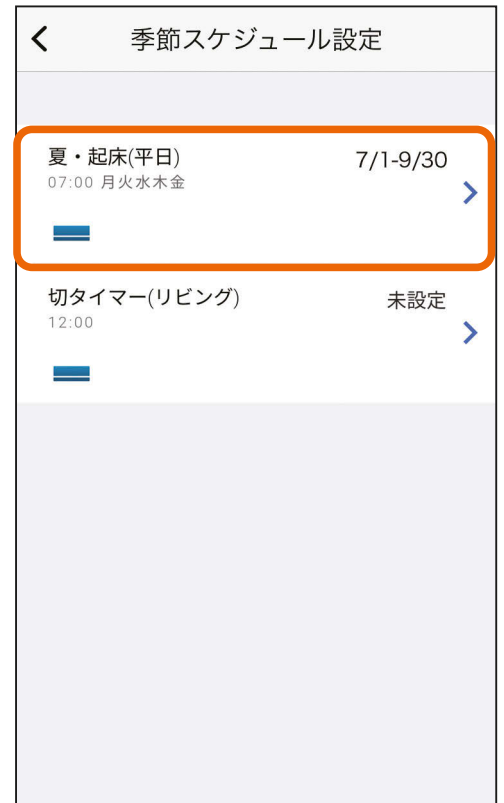 季節スケジュール設定
夏・起床(平日) 7/1-9/30
07:00 月火水木金
切タイマー(リビング) 未設定
12:00